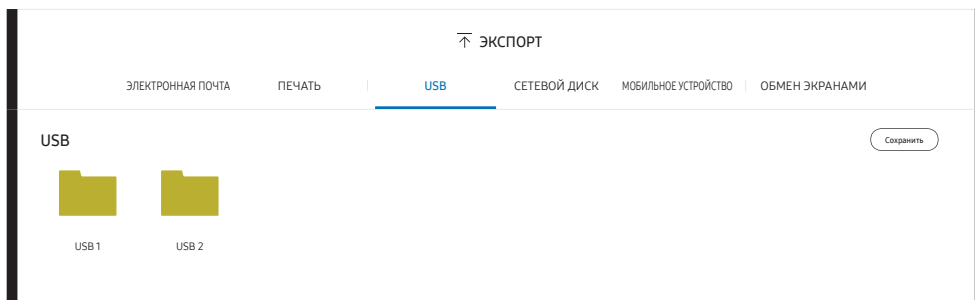 ЭКСПОРТ
ЭЛЕКТРОННАЯ ПОЧТА ПЕЧАТЬ USB СЕТЕВОЙ ДИСК МОБИЛЬНОЕ УСТРОЙСТВО ОБМЕН ЭКРАНАМИ
USB Сохранить
USB 1 USB 2